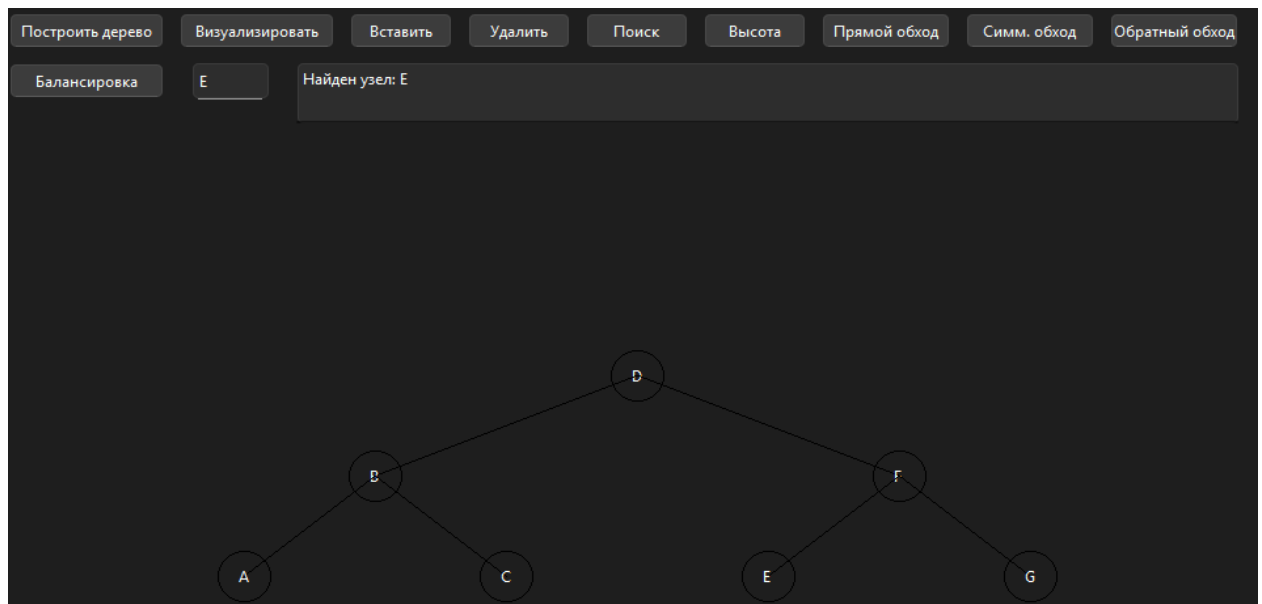 Построить дерево Визуализировать Вставить Удалить Поиск Высота Прямой обход Симм. обход Обратный обход
Балансировка E Найден узел: E
D
B F
A C E G